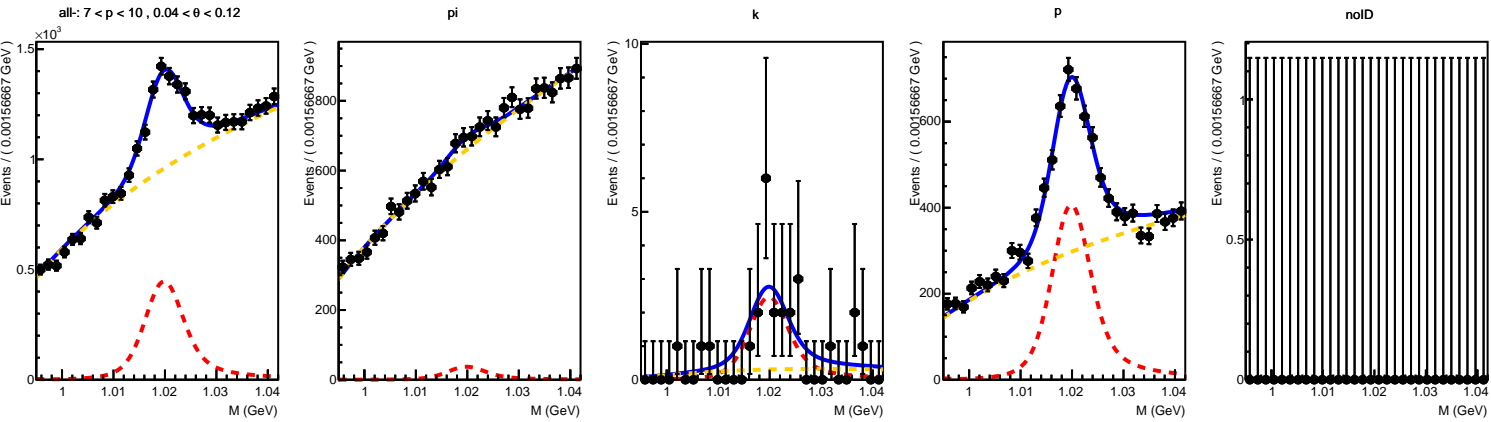 all-: 7 < p < 10 , 0.04 < θ < 0.12
×10³
Events / ( 0.00156667 GeV )
1.5
1
0.5
0
1 1.01 1.02 1.03 1.04
M (GeV)
pi
Events / ( 0.00156667 GeV )
800
600
400
200
0
1 1.01 1.02 1.03 1.04
M (GeV)
k
Events / ( 0.00156667 GeV )
10
5
0
1 1.01 1.02 1.03 1.04
M (GeV)
p
Events / ( 0.00156667 GeV )
600
400
200
0
1 1.01 1.02 1.03 1.04
M (GeV)
noID
Events / ( 0.00156667 GeV )
1
0.5
0
1 1.01 1.02 1.03 1.04
M (GeV)